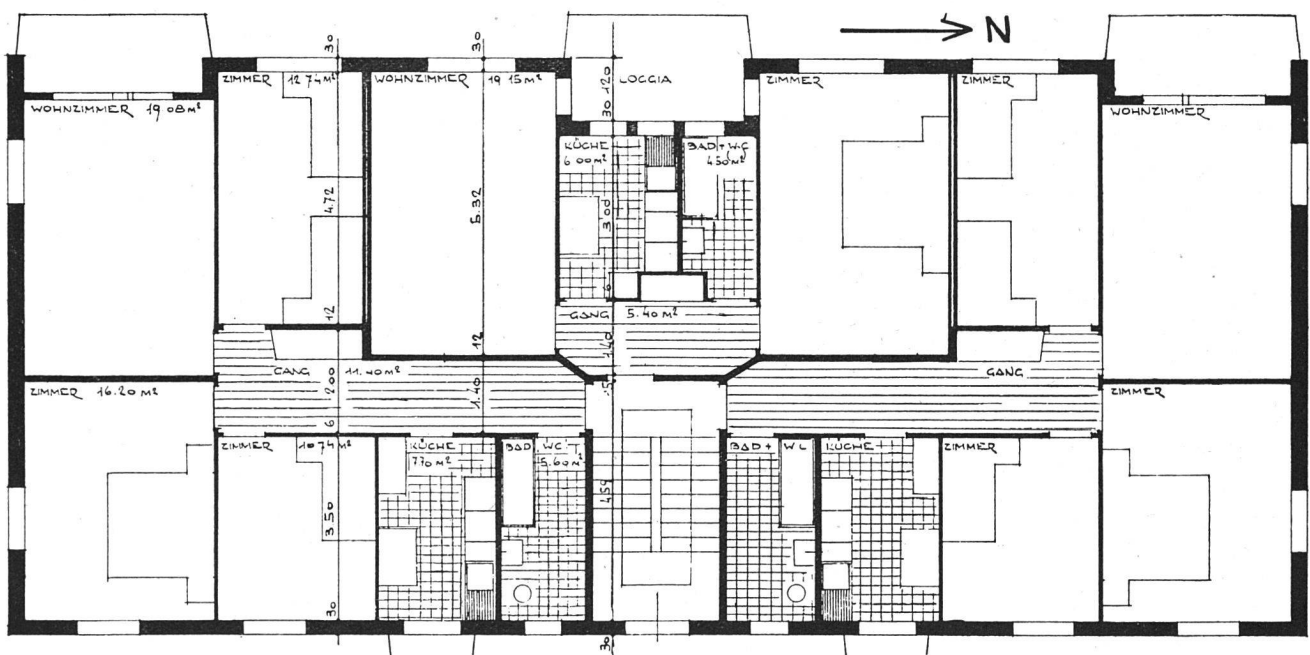 N
ZIMMER 12 74 M²
WOHNZIMMER 19 15 M²
LOGGIA
ZIMMER
ZIMMER
WOHNZIMMER 19 08 M²
WOHNZIMMER
30
30
120
30
KÜCHE
6 00 M²
BAD + W.C
4 50 M²
4.72
5.32
3 00
6
12
12
GANG 5.40 M²
1.40
GANG 11.40 M²
GANG
2 00
1.40
5
6
ZIMMER 16.20 M²
ZIMMER
ZIMMER 10 74 M²
KÜCHE
7 70 M²
BAD WC
5.60 M²
BAD + W C
KÜCHE
ZIMMER
3.50
4.59
30
30